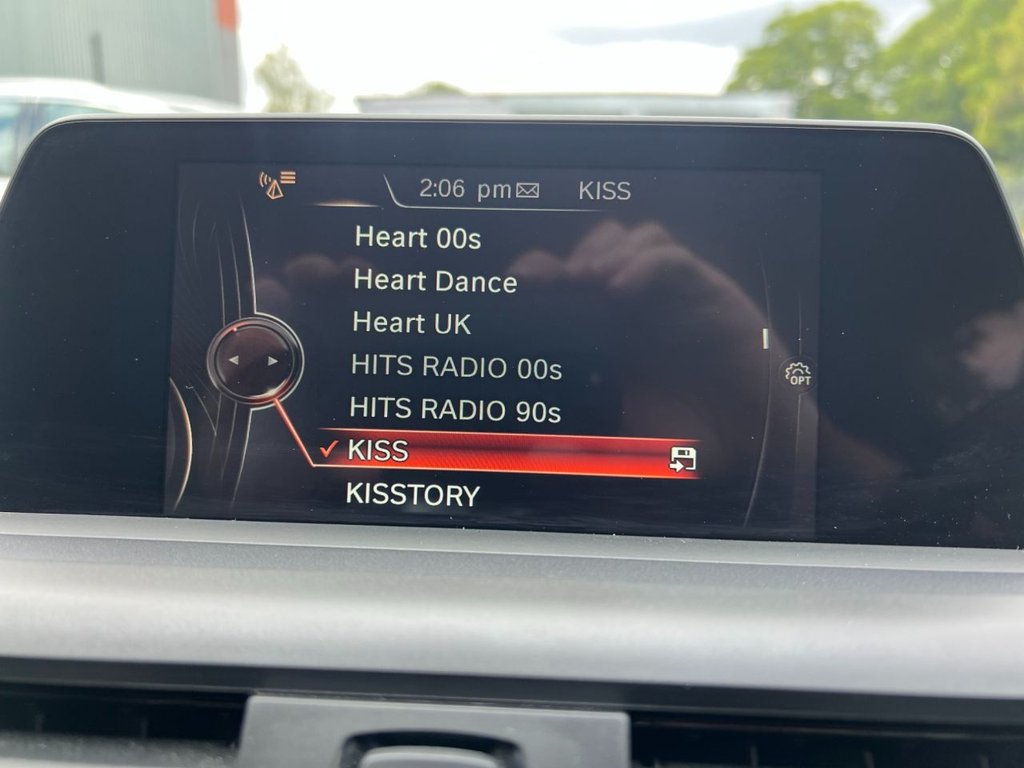 2:06 pm KISS
Heart 00s
Heart Dance
Heart UK
HITS RADIO 00s
HITS RADIO 90s
KISS
KISSTORY
OPT